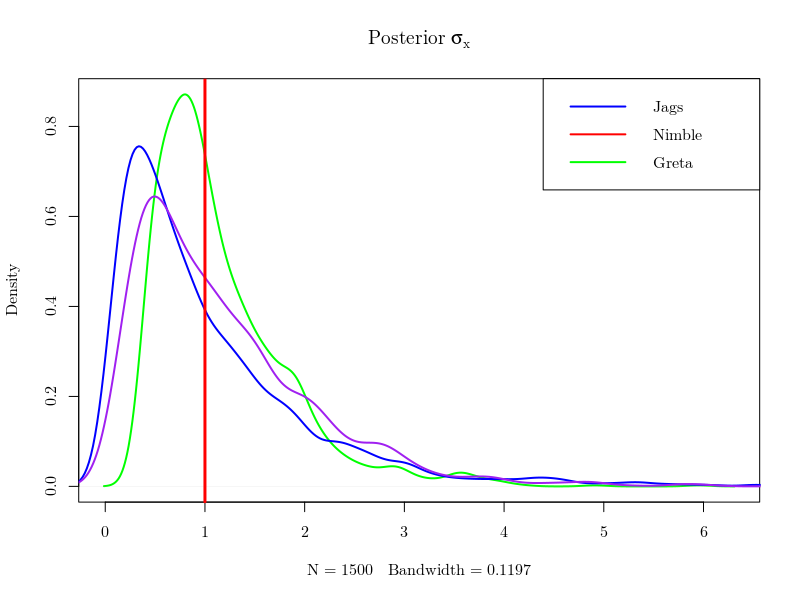 Posterior σx
Jags
Nimble
Greta
Density
0.8
0.6
0.4
0.2
0.0
0 1 2 3 4 5 6
N = 1500 Bandwidth = 0.1197